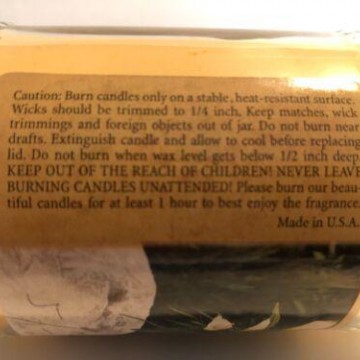 Caution: Burn candles only on a stable, heat-resistant surface.
Wicks should be trimmed to 1/4 inch. Keep matches, wick
trimmings and foreign objects out of jar. Do not burn near
drafts. Extinguish candle and allow to cool before replacing
lid. Do not burn when wax level gets below 1/2 inch deep
KEEP OUT OF THE REACH OF CHILDREN! NEVER LEAVE
BURNING CANDLES UNATTENDED! Please burn our beau
tiful candles for at least 1 hour to best enjoy the fragrance.
Made in U.S.A.